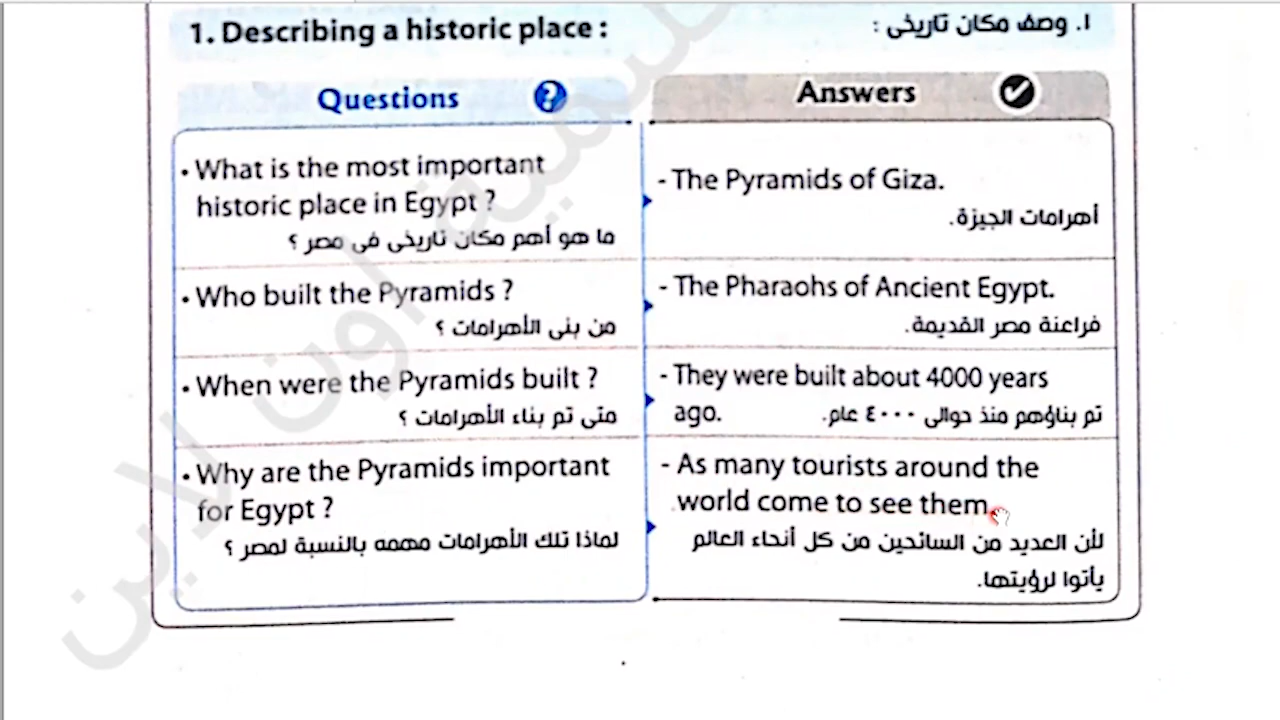 1. Describing a historic place :
١. وصف مكان تاريخى :
Questions
Answers
• What is the most important
historic place in Egypt ?
ما هو أهم مكان تاريخى فى مصر ؟
- The Pyramids of Giza.
أهرامات الجيزة.
• Who built the Pyramids ?
من بنى الأهرامات ؟
- The Pharaohs of Ancient Egypt.
فراعنة مصر القديمة.
• When were the Pyramids built ?
متى تم بناء الأهرامات ؟
- They were built about 4000 years
ago.
تم بناؤهم منذ حوالى ٤٠٠٠ عام.
• Why are the Pyramids important
for Egypt ?
لماذا تلك الأهرامات مهمه بالنسبة لمصر ؟
- As many tourists around the
world come to see them.
لأن العديد من السائحين من كل أنحاء العالم
يأتوا لرؤيتها.
اون لاين